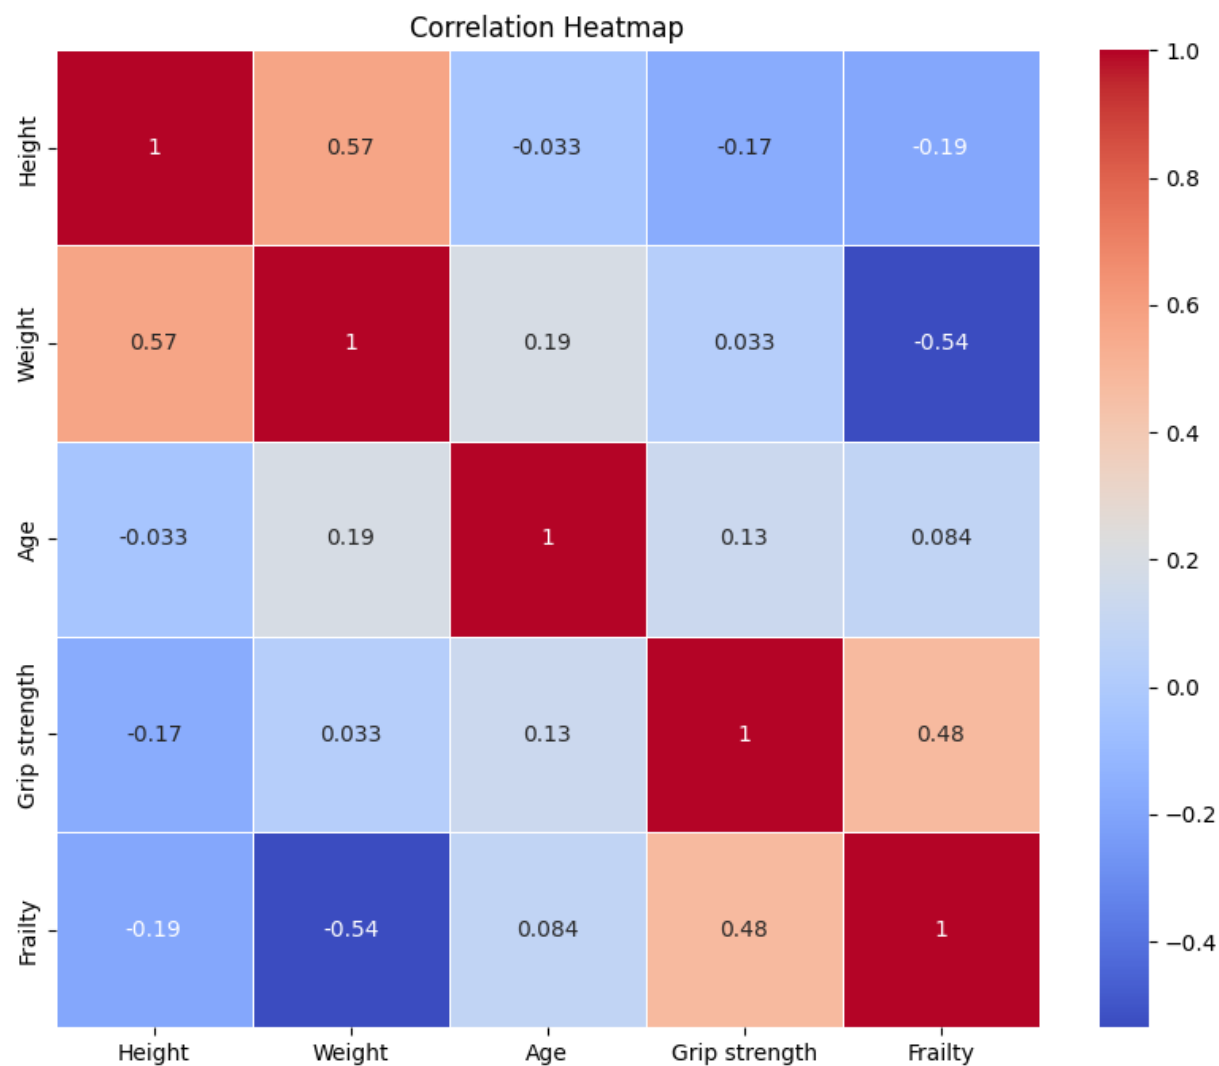 Correlation Heatmap
Height 1 0.57 -0.033 -0.17 -0.19
Weight 0.57 1 0.19 0.033 -0.54
Age -0.033 0.19 1 0.13 0.084
Grip strength -0.17 0.033 0.13 1 0.48
Frailty -0.19 -0.54 0.084 0.48 1
Height Weight Age Grip strength Frailty
1.0
0.8
0.6
0.4
0.2
0.0
−0.2
−0.4